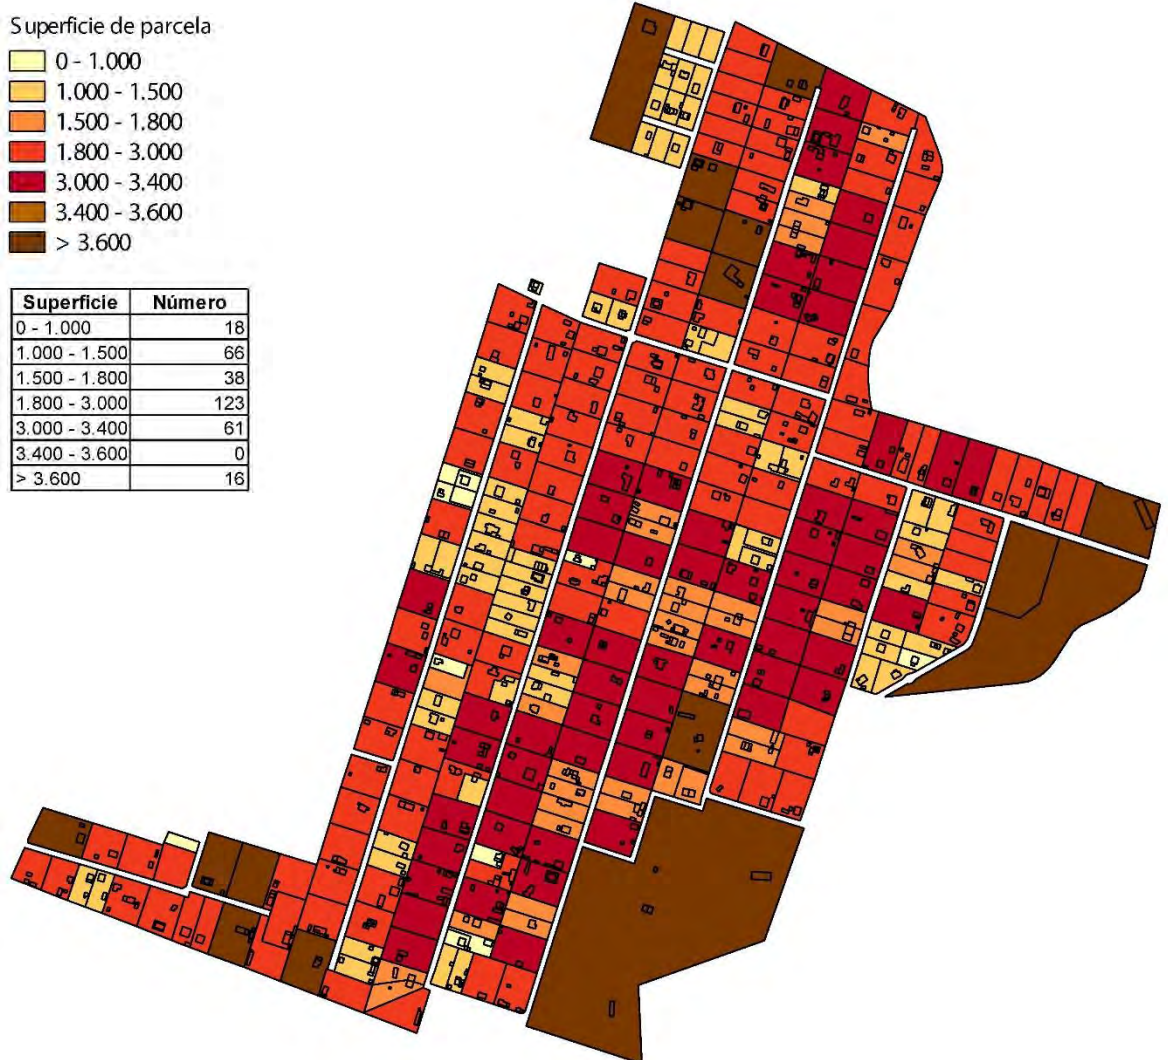 Superficie de parcela
0 - 1.000
1.000 - 1.500
1.500 - 1.800
1.800 - 3.000
3.000 - 3.400
3.400 - 3.600
> 3.600
Superficie Número
0 - 1.000 18
1.000 - 1.500 66
1.500 - 1.800 38
1.800 - 3.000 123
3.000 - 3.400 61
3.400 - 3.600 0
> 3.600 16